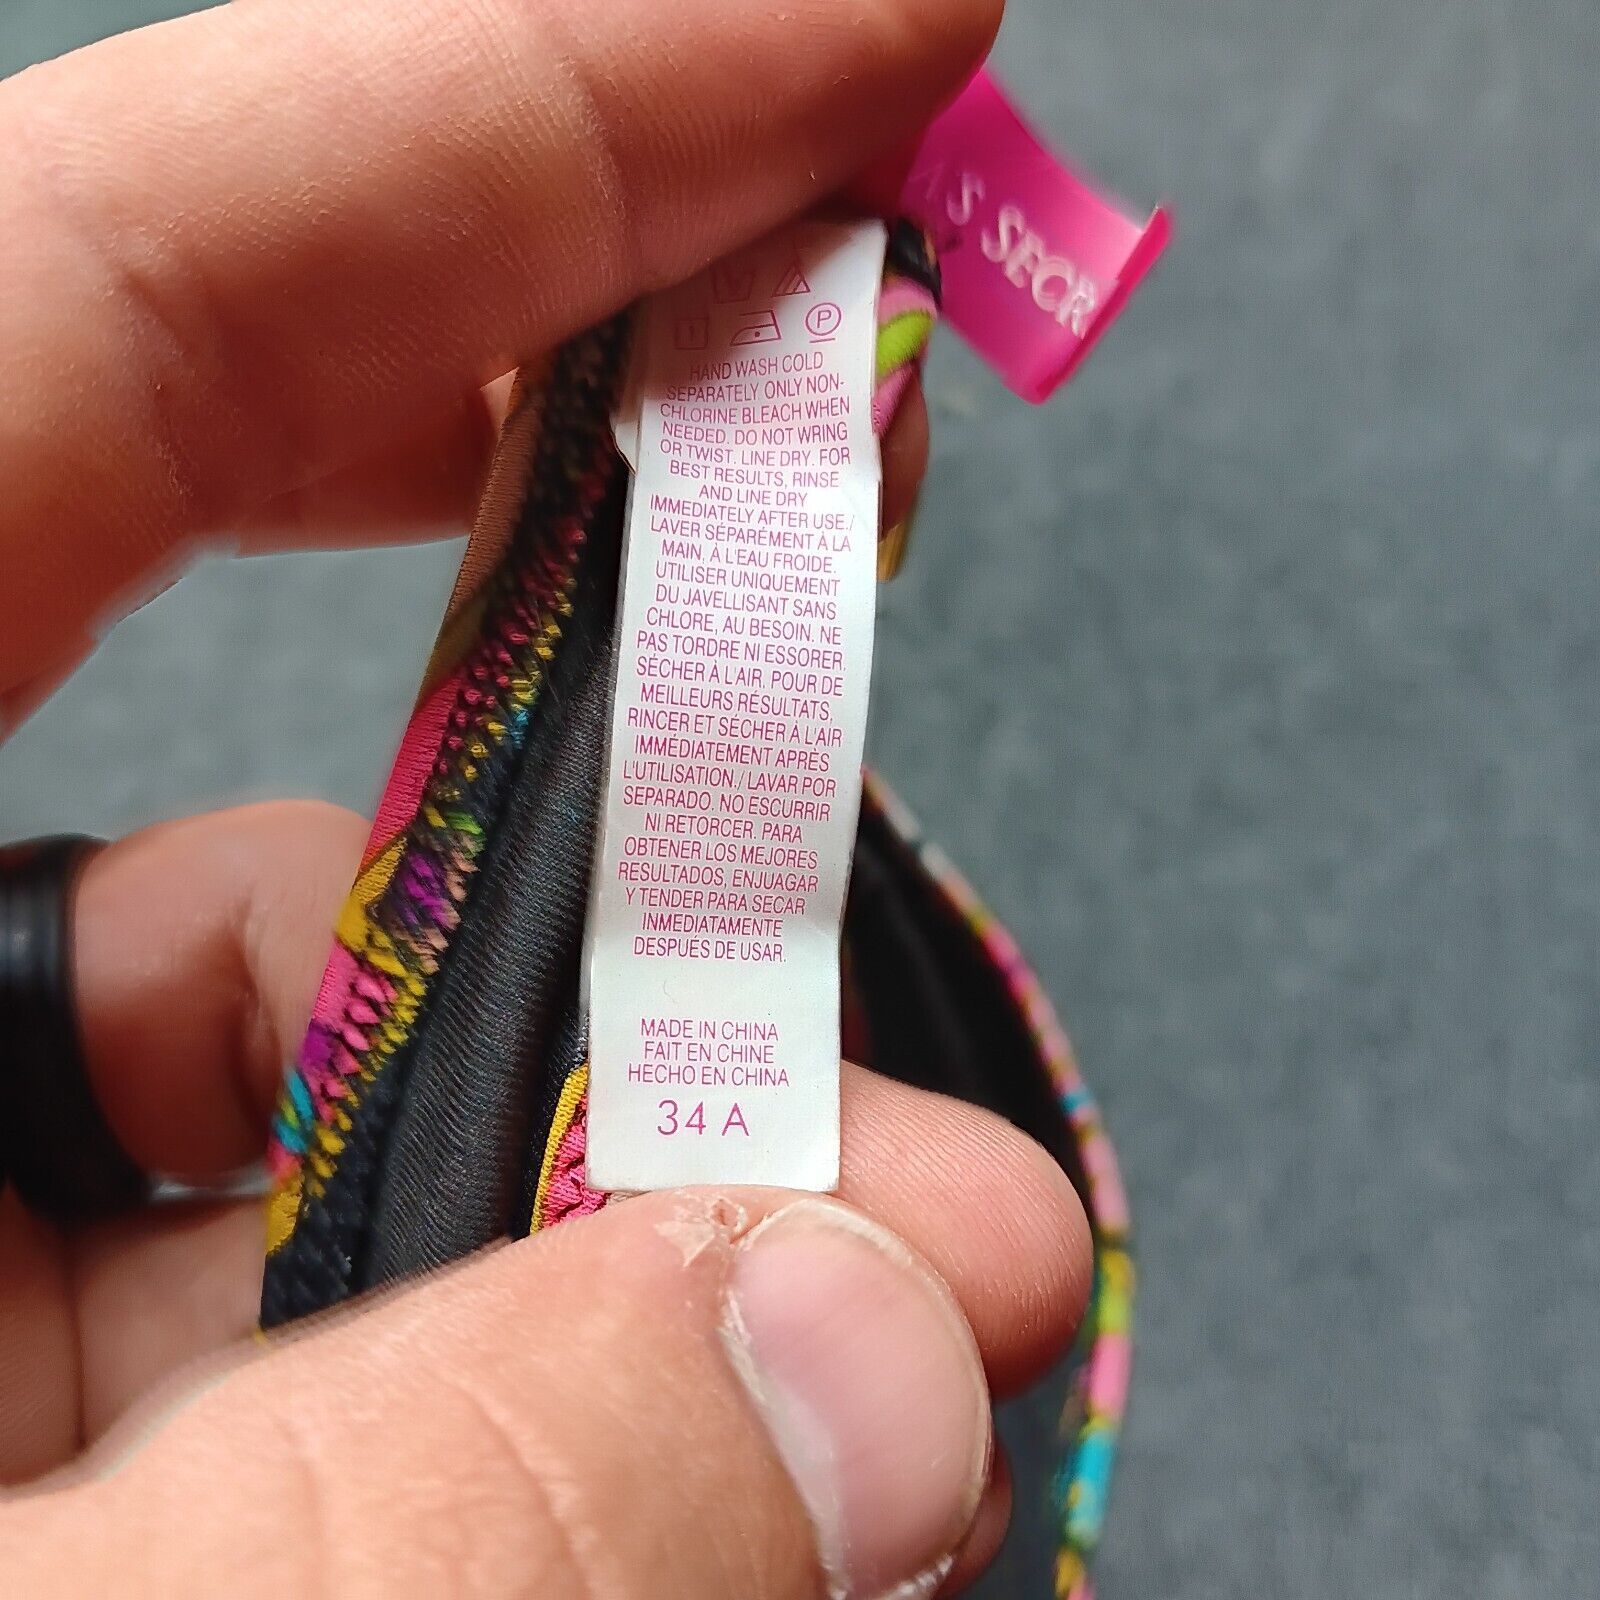 'S SECR
1 P
HAND WASH COLD
SEPARATELY ONLY NON-
CHLORINE BLEACH WHEN
NEEDED. DO NOT WRING
OR TWIST. LINE DRY. FOR
BEST RESULTS, RINSE
AND LINE DRY
IMMEDIATELY AFTER USE./
LAVER SÉPARÉMENT À LA
MAIN, À L'EAU FROIDE.
UTILISER UNIQUEMENT
DU JAVELLISANT SANS
CHLORE, AU BESOIN. NE
PAS TORDRE NI ESSORER.
SÉCHER À L'AIR. POUR DE
MEILLEURS RÉSULTATS,
RINCER ET SÉCHER À L'AIR
IMMÉDIATEMENT APRÈS
L'UTILISATION./ LAVAR POR
SEPARADO. NO ESCURRIR
NI RETORCER. PARA
OBTENER LOS MEJORES
RESULTADOS, ENJUAGAR
Y TENDER PARA SECAR
INMEDIATAMENTE
DESPUÉS DE USAR.
MADE IN CHINA
FAIT EN CHINE
HECHO EN CHINA
34 A